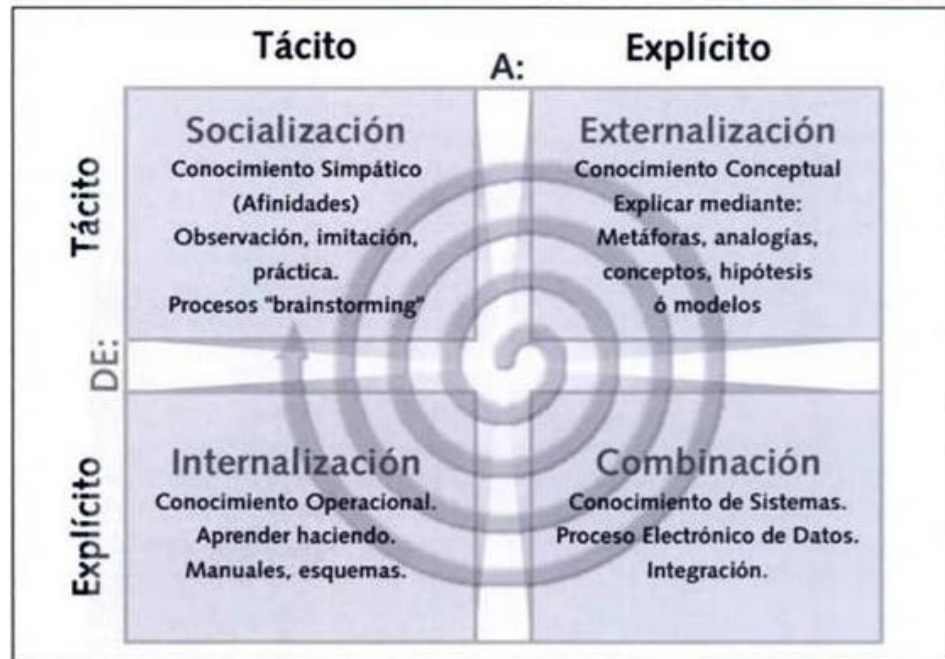 Tácito
A:
Explícito
Tácito
DE:
Explícito
Socialización
Conocimiento Simpático
(Afinidades)
Observación, imitación,
práctica.
Procesos "brainstorming"
Externalización
Conocimiento Conceptual
Explicar mediante:
Metáforas, analogías,
conceptos, hipótesis
ó modelos
Internalización
Conocimiento Operacional.
Aprender haciendo.
Manuales, esquemas.
Combinación
Conocimiento de Sistemas.
Proceso Electrónico de Datos.
Integración.